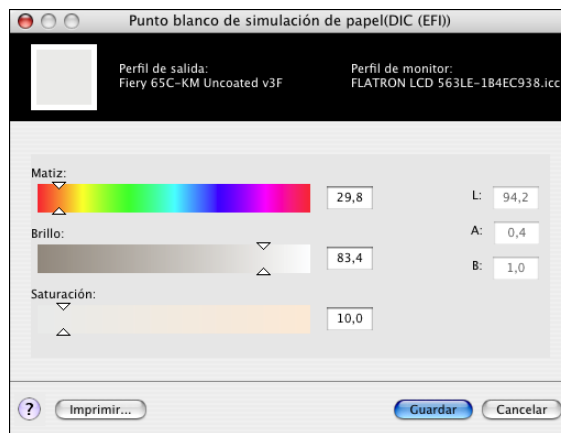 Punto blanco de simulación de papel(DIC (EFI))
Perfil de salida:
Fiery 65C-KM Uncoated v3F
Perfil de monitor:
FLATRON LCD 563LE-1B4EC938.icc
Matiz:
29,8
L: 94,2
Brillo:
83,4
A: 0,4
B: 1,0
Saturación:
10,0
?
Imprimir...
Guardar
Cancelar